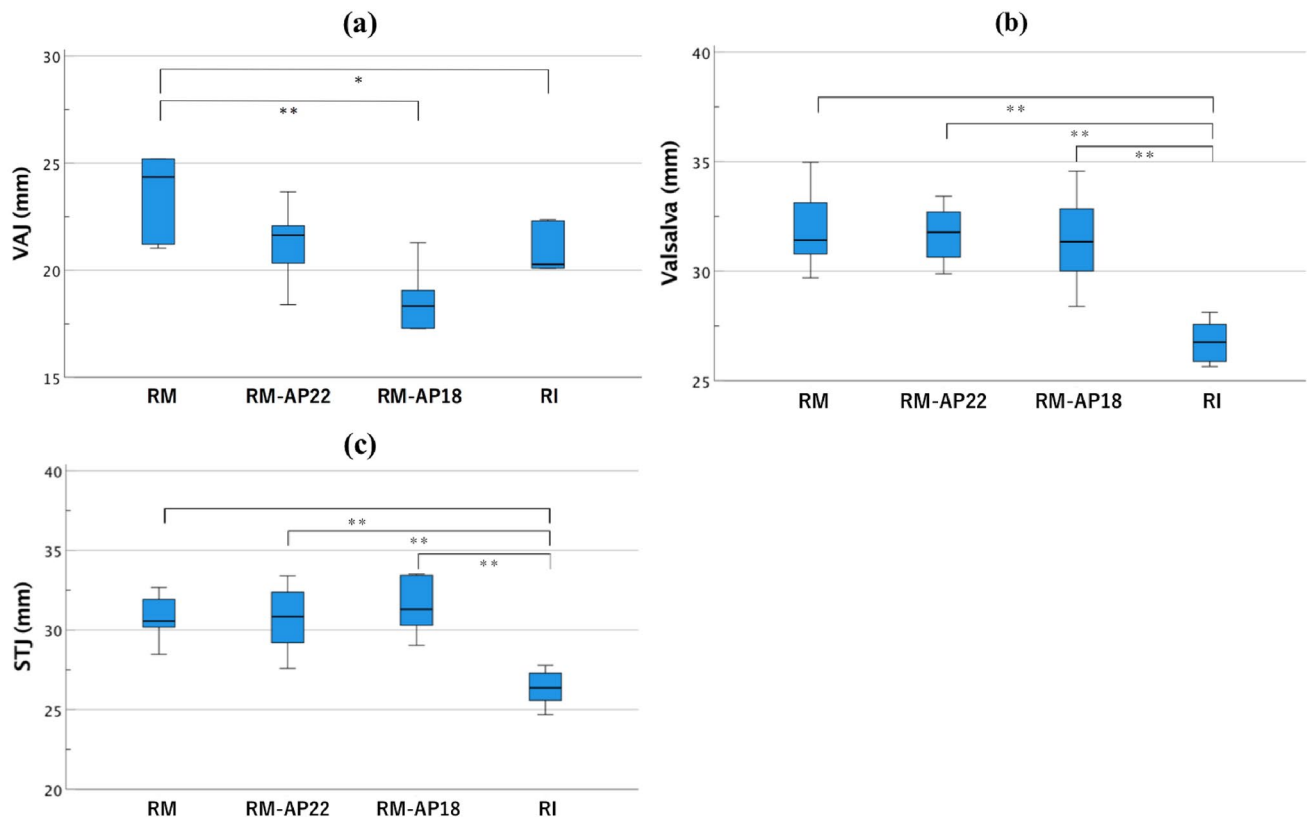 (a)
30
25
20
15
VAJ (mm)
*
**
RM RM-AP22 RM-AP18 RI
(b)
40
35
30
25
Valsalva (mm)
**
**
**
RM RM-AP22 RM-AP18 RI
(c)
40
35
30
25
20
STJ (mm)
**
**
**
RM RM-AP22 RM-AP18 RI